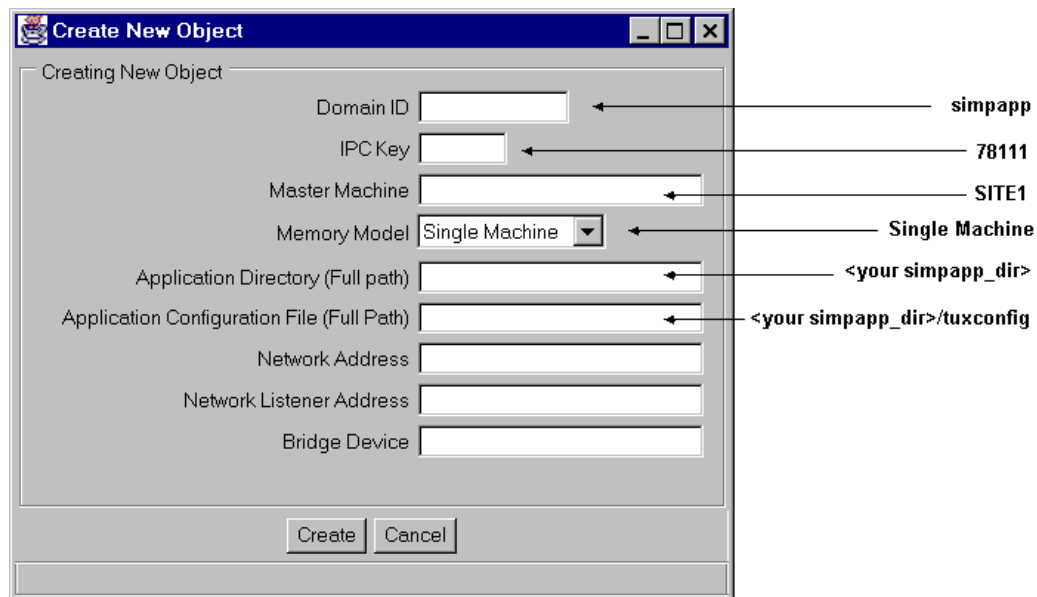 Create New Object
Creating New Object
Domain ID simpapp
IPC Key 78111
Master Machine SITE1
Memory Model Single Machine Single Machine
Application Directory (Full path) <your simpapp_dir>
Application Configuration File (Full Path) <your simpapp_dir>/tuxconfig
Network Address
Network Listener Address
Bridge Device
Create Cancel